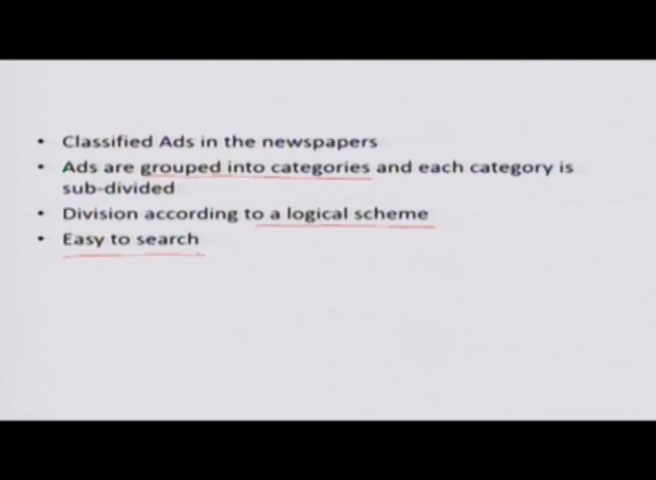 • Classified Ads in the newspapers
• Ads are grouped into categories and each category is
sub-divided
• Division according to a logical scheme
• Easy to search